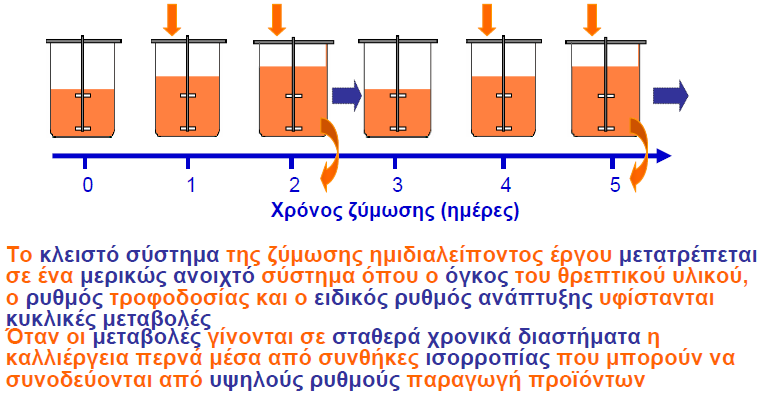 0 1 2 3 4 5
Χρόνος ζύμωσης (ημέρες)
Το κλειστό σύστημα της ζύμωσης ημιδιαλείποντος έργου μετατρέπεται
σε ένα μερικώς ανοιχτό σύστημα όπου ο όγκος του θρεπτικού υλικού,
ο ρυθμός τροφοδοσίας και ο ειδικός ρυθμός ανάπτυξης υφίστανται
κυκλικές μεταβολές
Όταν οι μεταβολές γίνονται σε σταθερά χρονικά διαστήματα η
καλλιέργεια περνά μέσα από συνθήκες ισορροπίας που μπορούν να
συνοδεύονται από υψηλούς ρυθμούς παραγωγή προϊόντων